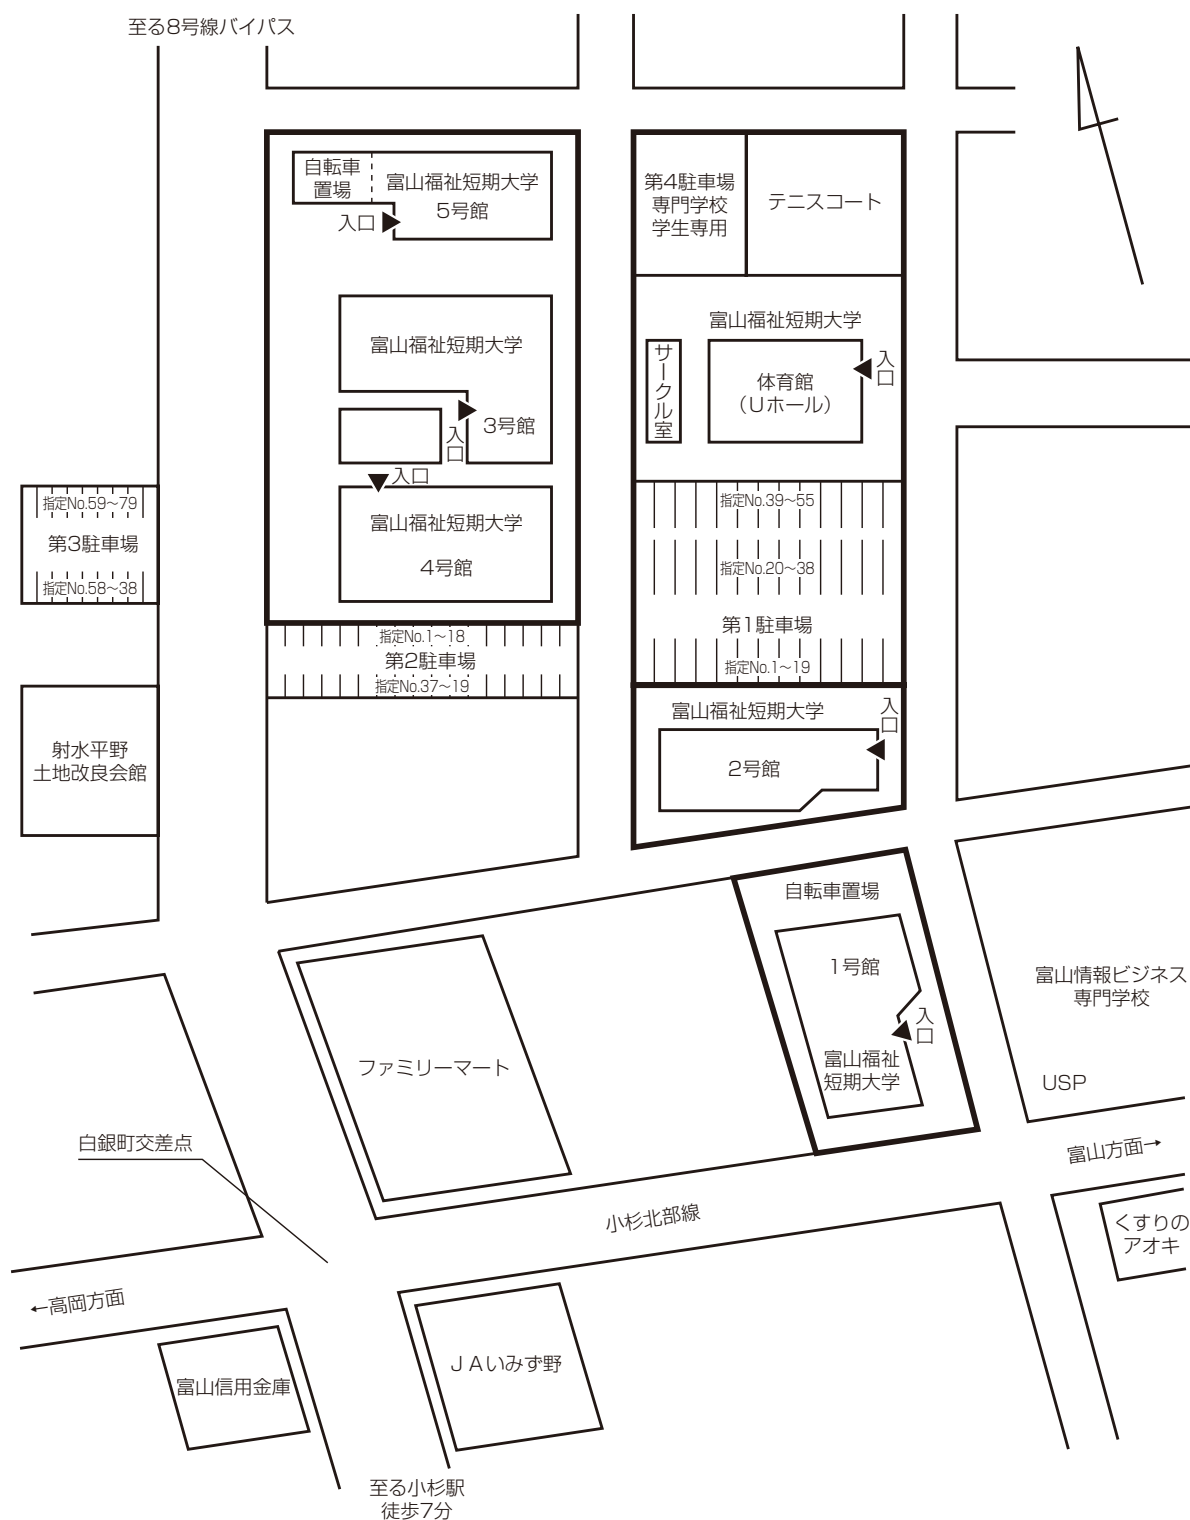 至る8号線バイパス
自転車
置場
富山福祉短期大学
5号館
入口
第4駐車場
専門学校
学生専用
テニスコート
富山福祉短期大学
3号館
入口
富山福祉短期大学
サークル室
体育館
（Uホール）
入口
入口
富山福祉短期大学
4号館
指定No.59～79
第3駐車場
指定No.58～38
指定No.39～55
指定No.20～38
第1駐車場
指定No.1～19
指定No.1～18
第2駐車場
指定No.37～19
富山福祉短期大学
入口
2号館
射水平野
土地改良会館
自転車置場
1号館
入口
富山福祉
短期大学
富山情報ビジネス
専門学校
USP
ファミリーマート
白銀町交差点
富山方面→
小杉北部線
くすりの
アオキ
←高岡方面
富山信用金庫
JAいみず野
至る小杉駅
徒歩7分